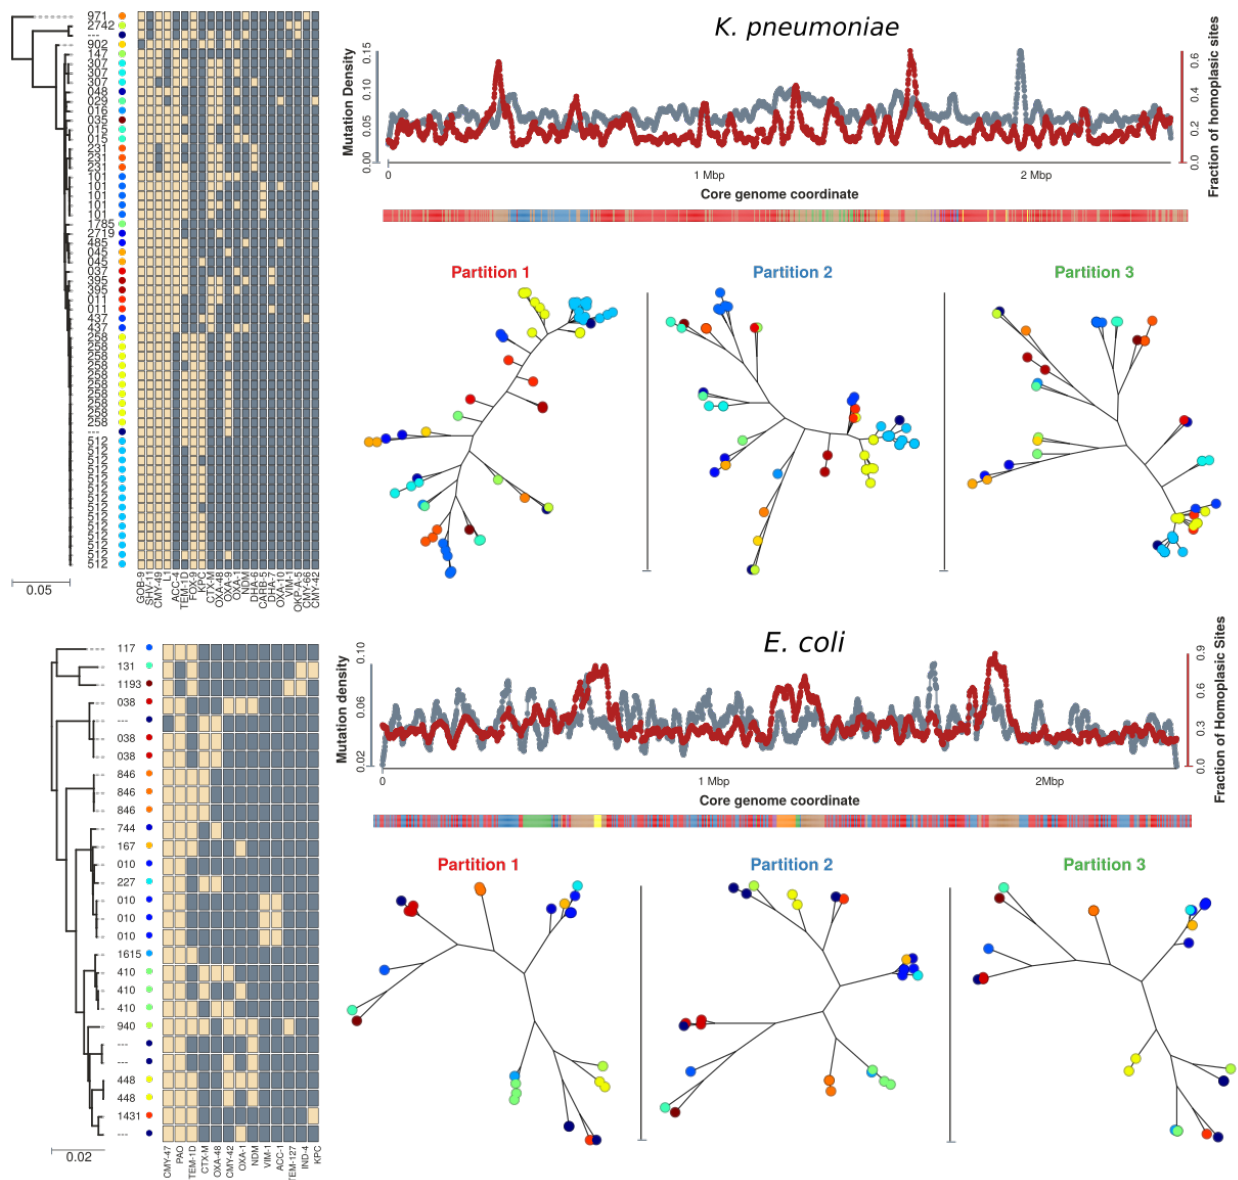 K. pneumoniae
971
2742
---
902
147
307
307
307
048
029
016
035
015
015
231
231
231
101
101
101
101
101
1785
2719
485
045
045
037
395
395
011
011
437
437
258
258
258
258
258
258
258
258
258
258
---
512
512
512
512
512
512
512
512
512
512
512
512
512
512
0.05
GOB-9
SHV-11
CMY-49
L1
ACC-4
TEM-1D
FOX-9
KPC
CTX-M
OXA-48
OXA-9
OXA-1
NDM
DHA-6
CARB-5
DHA-7
OXA-10
VIM-1
OKP-A-5
CMY-66
CMY-42
Mutation Density
0.00
0.05
0.10
0.15
Fraction of homoplasic sites
0.0
0.2
0.4
0.6
0
1 Mbp
2 Mbp
Core genome coordinate
Partition 1
Partition 2
Partition 3
E. coli
117
131
1193
038
---
038
038
846
846
846
744
167
010
227
010
010
010
1615
410
410
410
940
---
---
448
448
1431
---
0.02
CMY-47
PAO
TEM-1D
CTX-M
OXA-48
CMY-42
OXA-1
NDM
VIM-1
ACC-1
TEM-127
IND-4
KPC
Mutation density
0.02
0.06
0.10
Fraction of Homoplasic Sites
0.0
0.3
0.6
0.9
0
1 Mbp
2Mbp
Core genome coordinate
Partition 1
Partition 2
Partition 3